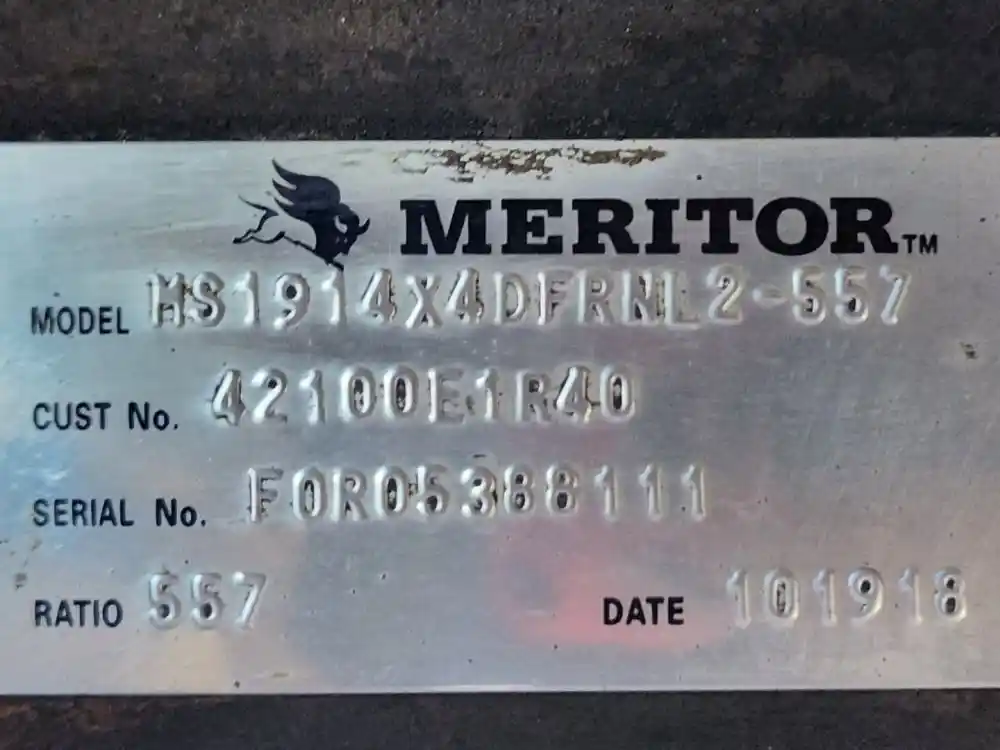 MERITOR™
MODEL MS1914X4DFRNL2-557
CUST No. 42100E1R40
SERIAL No. FOR05388111
RATIO 557
DATE 101918